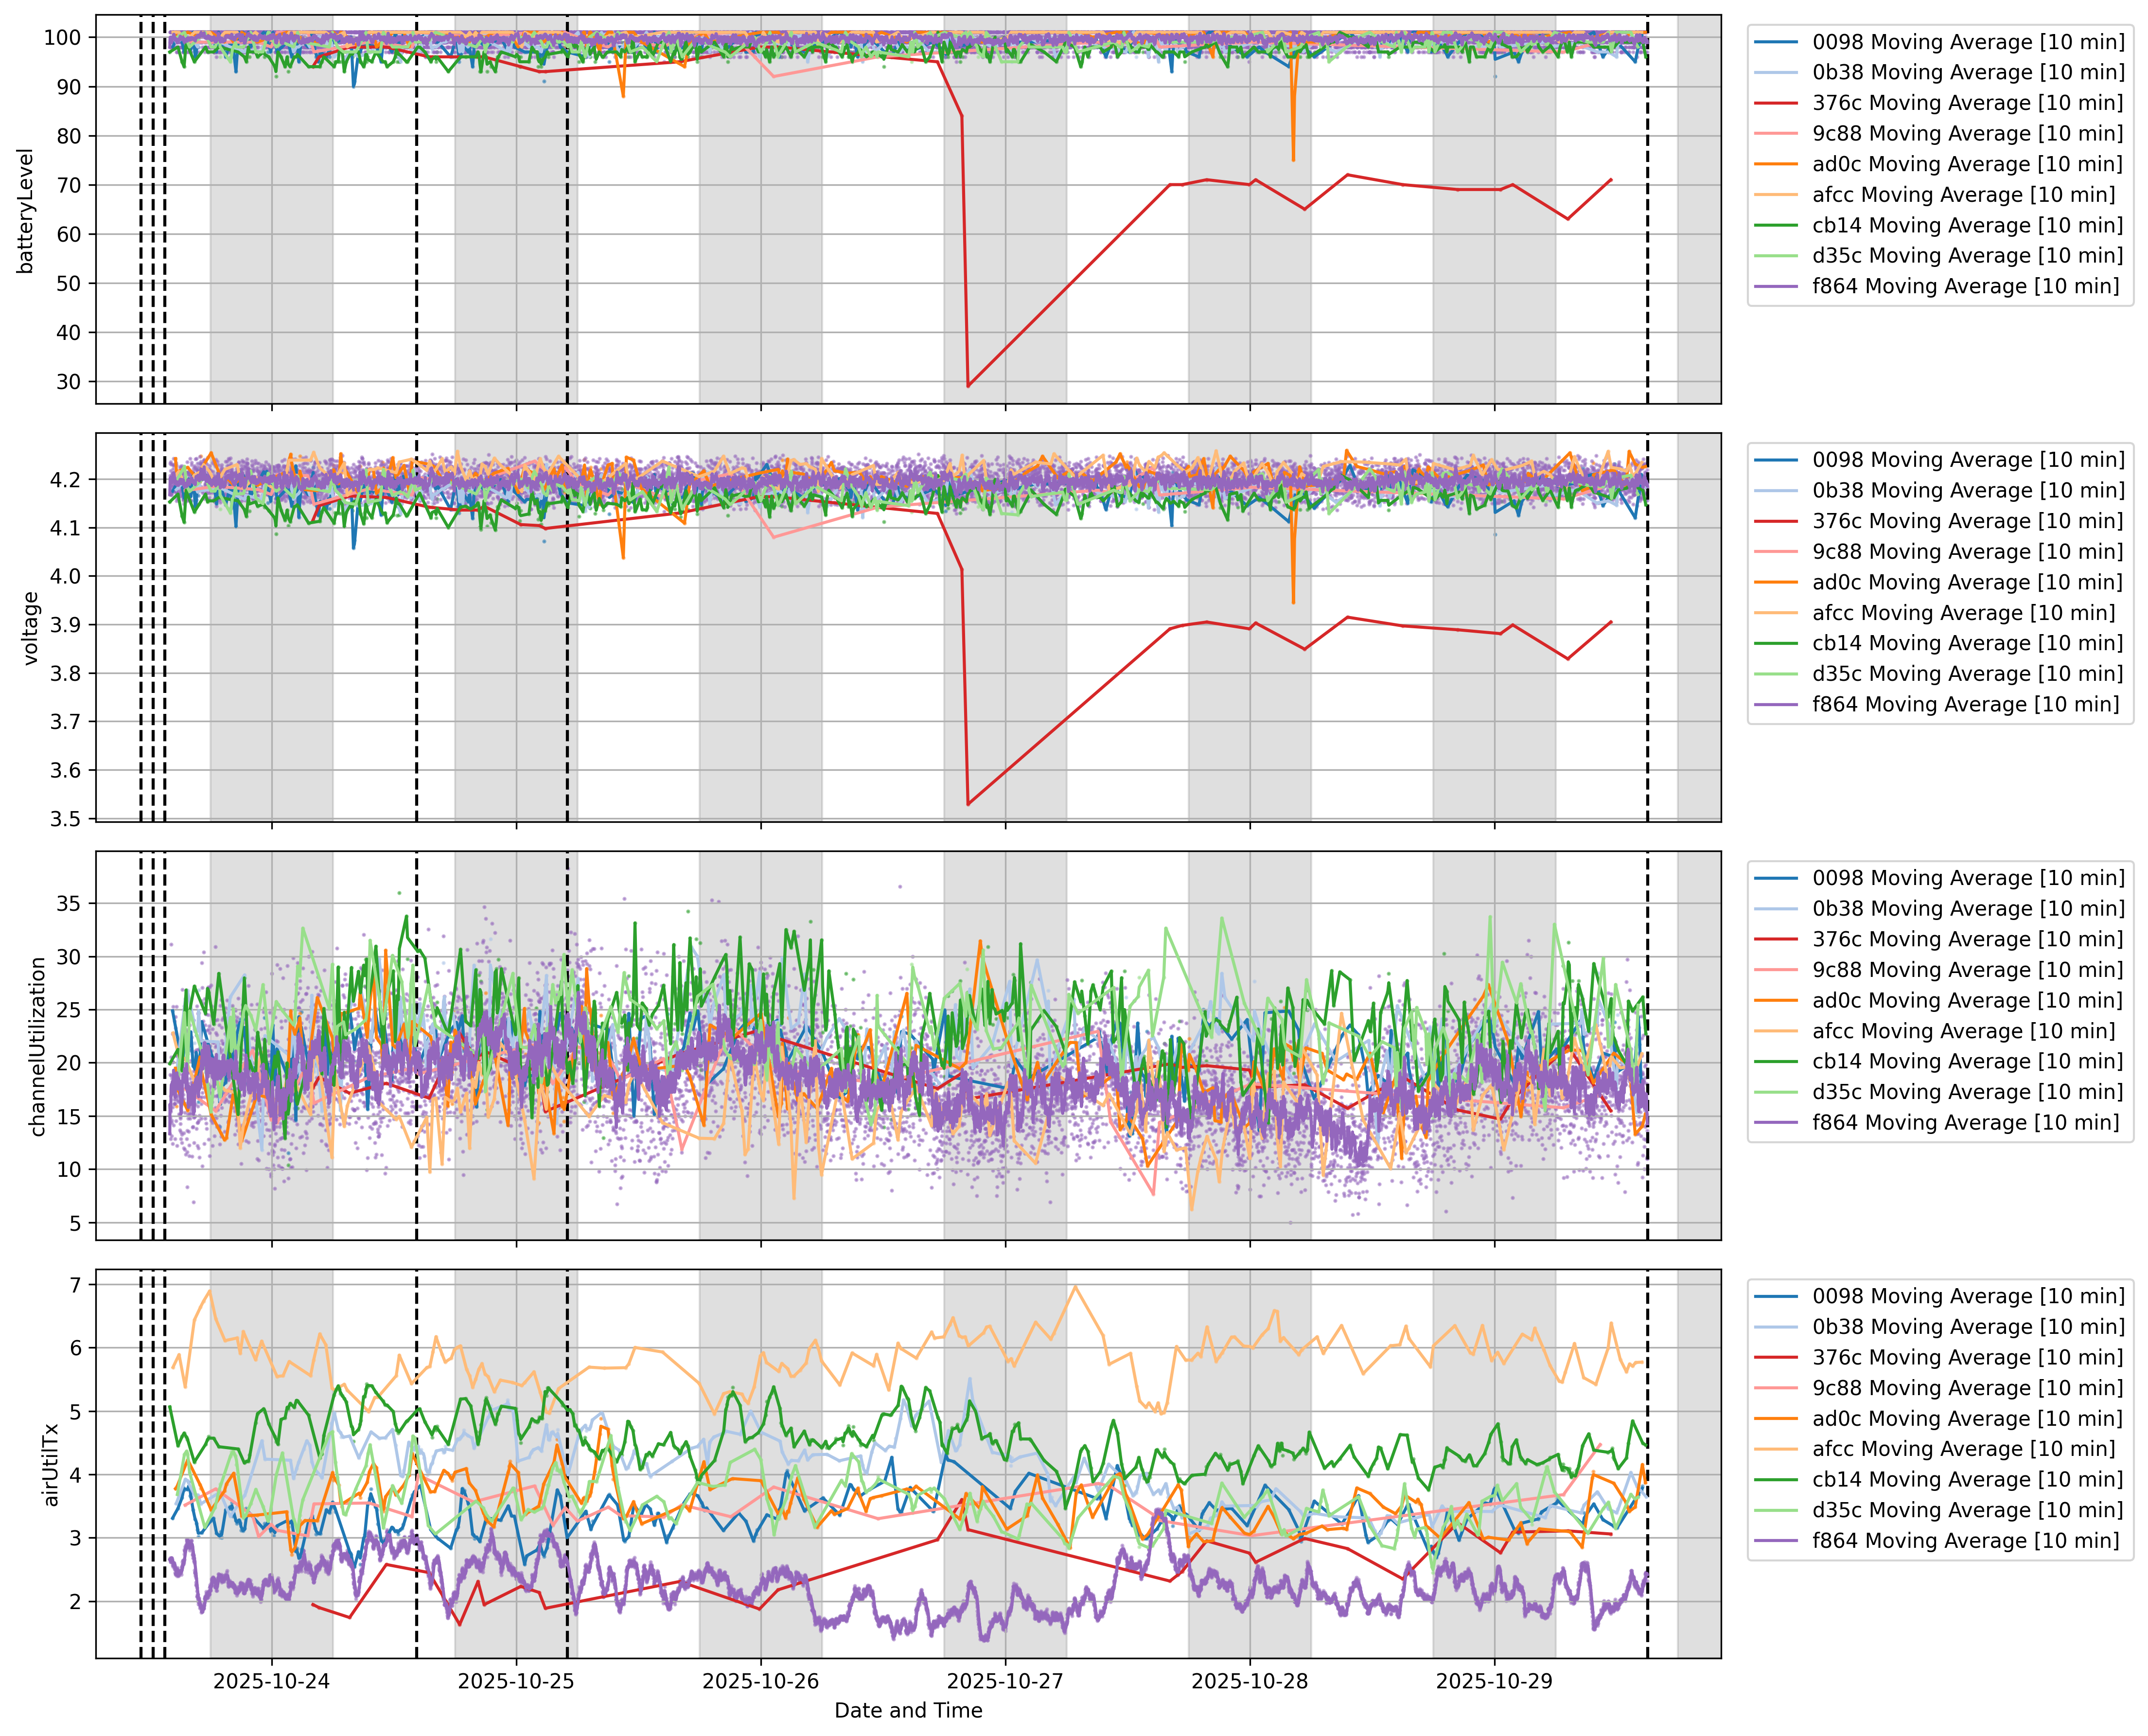 100
90
80
70
60
50
40
30
batteryLevel
0098 Moving Average [10 min]
0b38 Moving Average [10 min]
376c Moving Average [10 min]
9c88 Moving Average [10 min]
ad0c Moving Average [10 min]
afcc Moving Average [10 min]
cb14 Moving Average [10 min]
d35c Moving Average [10 min]
f864 Moving Average [10 min]
4.2
4.1
4.0
3.9
3.8
3.7
3.6
3.5
voltage
0098 Moving Average [10 min]
0b38 Moving Average [10 min]
376c Moving Average [10 min]
9c88 Moving Average [10 min]
ad0c Moving Average [10 min]
afcc Moving Average [10 min]
cb14 Moving Average [10 min]
d35c Moving Average [10 min]
f864 Moving Average [10 min]
35
30
25
20
15
10
5
channelUtilization
0098 Moving Average [10 min]
0b38 Moving Average [10 min]
376c Moving Average [10 min]
9c88 Moving Average [10 min]
ad0c Moving Average [10 min]
afcc Moving Average [10 min]
cb14 Moving Average [10 min]
d35c Moving Average [10 min]
f864 Moving Average [10 min]
7
6
5
4
3
2
airUtilTx
0098 Moving Average [10 min]
0b38 Moving Average [10 min]
376c Moving Average [10 min]
9c88 Moving Average [10 min]
ad0c Moving Average [10 min]
afcc Moving Average [10 min]
cb14 Moving Average [10 min]
d35c Moving Average [10 min]
f864 Moving Average [10 min]
2025-10-24 2025-10-25 2025-10-26 2025-10-27 2025-10-28 2025-10-29
Date and Time